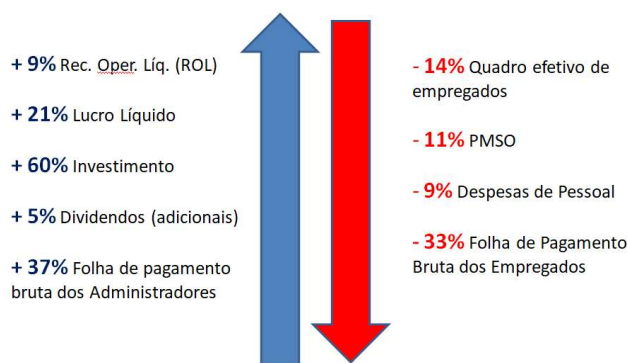 + 9% Rec. Oper. Líq. (ROL)
+ 21% Lucro Líquido
+ 60% Investimento
+ 5% Dividendos (adicionais)
+ 37% Folha de pagamento
bruta dos Administradores
- 14% Quadro efetivo de
empregados
- 11% PMSO
- 9% Despesas de Pessoal
- 33% Folha de Pagamento
Bruta dos Empregados